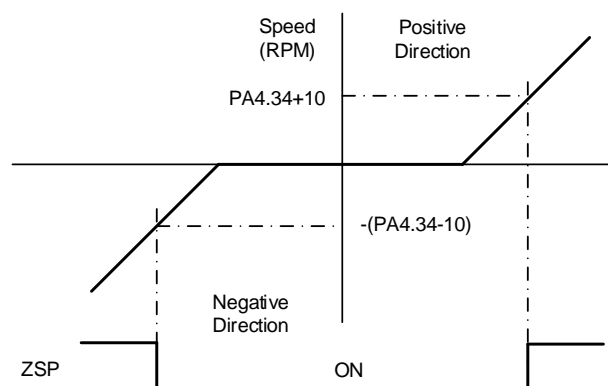 Speed
(RPM)
Positive
Direction
PA4.34+10
-(PA4.34-10)
Negative
Direction
ZSP
ON